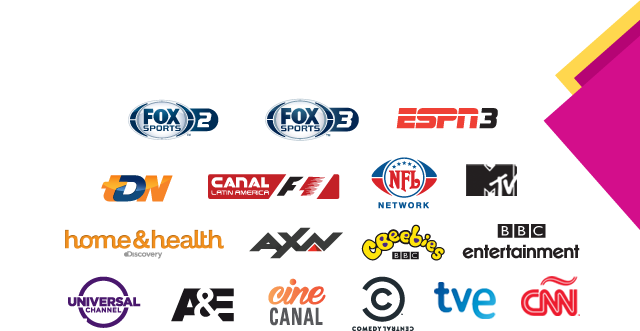 FOX SPORTS 2
FOX SPORTS 3
ESPN3
tDN
CANAL F1
LATIN AMERICA
NFL
NETWORK
MTV
home & health
Discovery
AXN
CBeebies
BBC
BBC
entertainment
UNIVERSAL
CHANNEL
A&E
cine
CANAL
C
COMEDY CENTRAL
tve
CNN